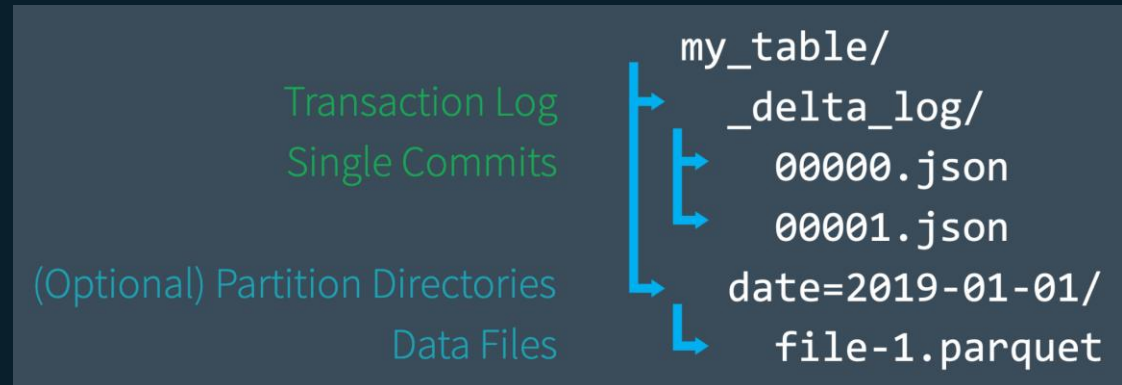 my_table/
Transaction Log
_delta_log/
Single Commits
00000.json
00001.json
(Optional) Partition Directories
date=2019-01-01/
Data Files
file-1.parquet